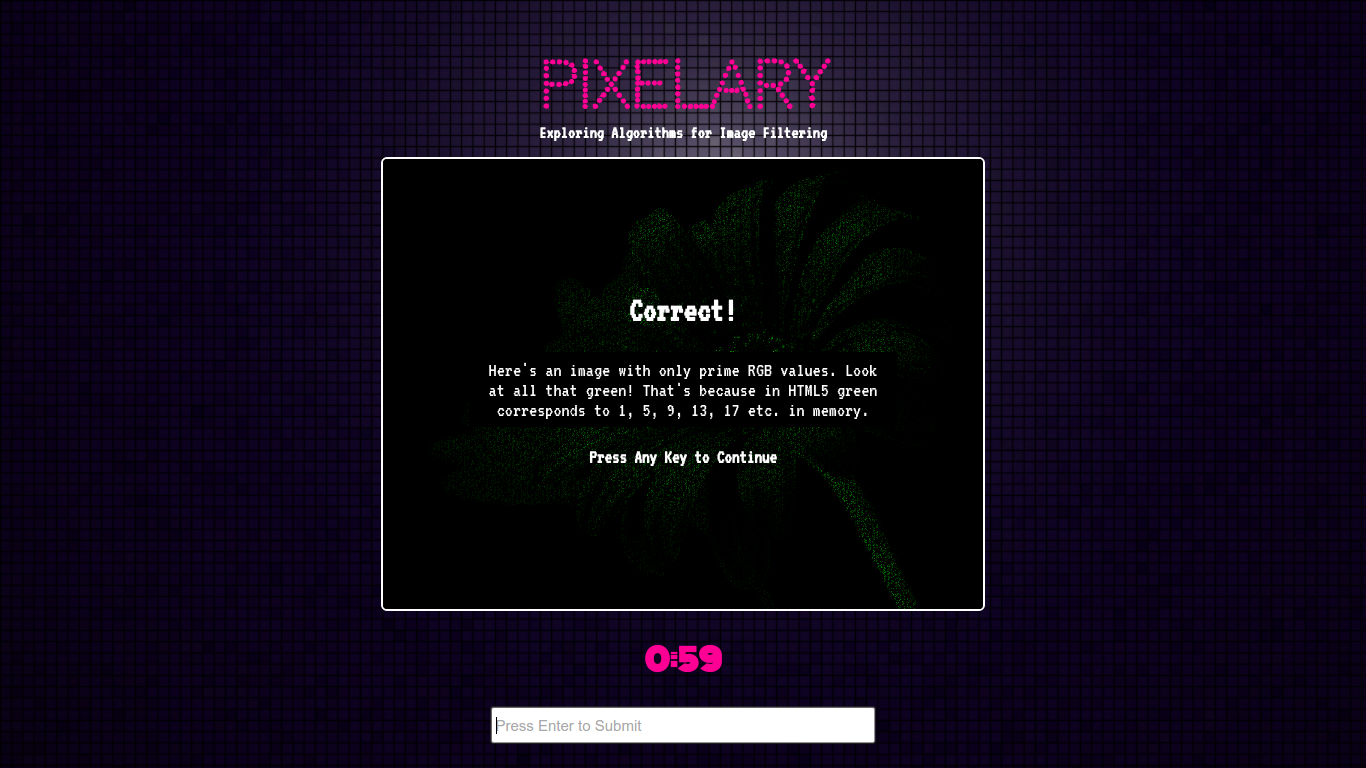 PIXELARY
Exploring Algorithms for Image Filtering
Correct!
Here's an image with only prime RGB values. Look
at all that green! That's because in HTML5 green
corresponds to 1, 5, 9, 13, 17 etc. in memory.
Press Any Key to Continue
0:59
Press Enter to Submit